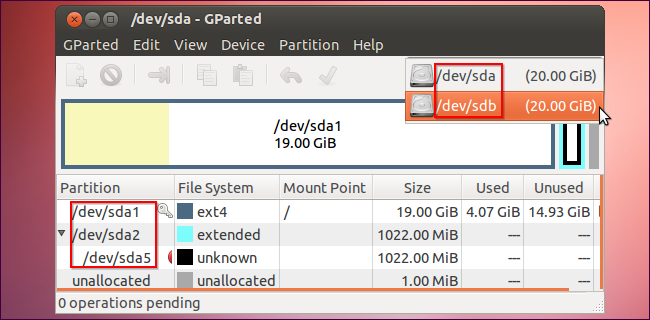 /dev/sda - GParted
GParted Edit View Device Partition Help
/dev/sda (20.00 GiB)
/dev/sdb (20.00 GiB)
/dev/sda1
19.00 GiB
Partition File System Mount Point Size Used Unused
/dev/sda1 ext4 / 19.00 GiB 4.07 GiB 14.93 GiB
/dev/sda2 extended 1022.00 MiB --- ---
/dev/sda5 unknown 1022.00 MiB --- ---
unallocated unallocated 1.00 MiB --- ---
0 operations pending